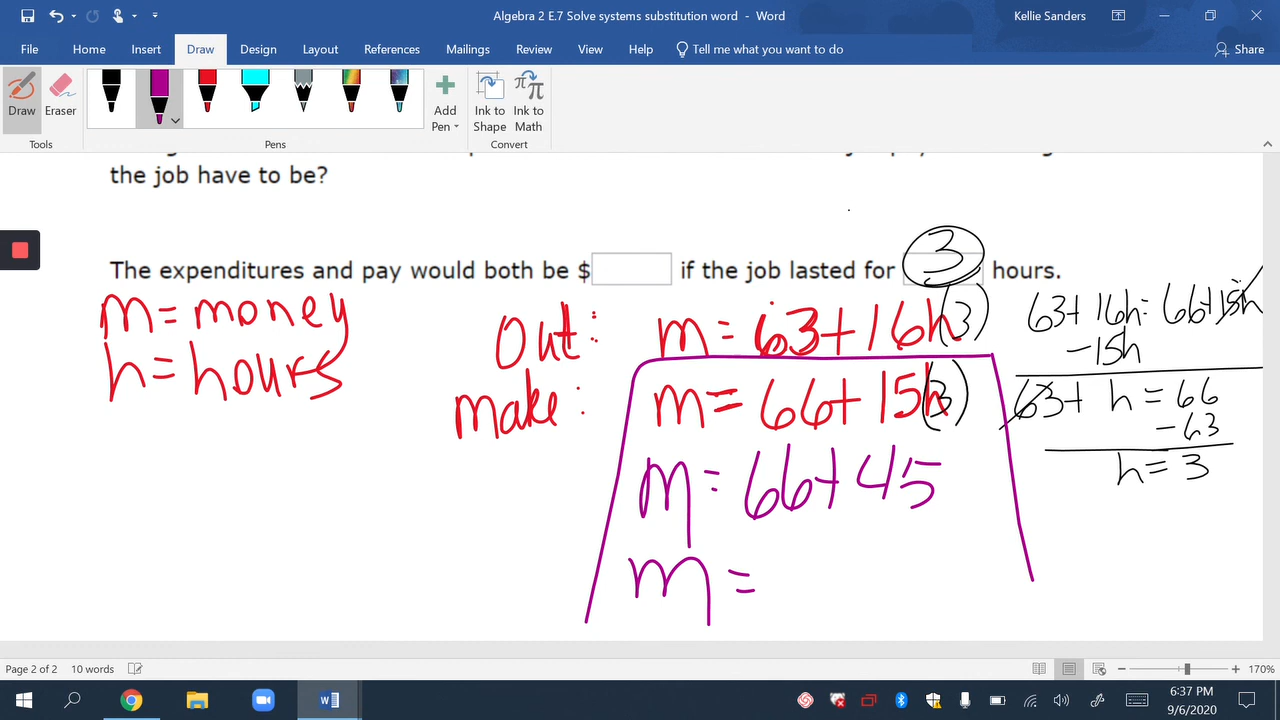 Algebra 2 E.7 Solve systems substitution word - Word
Kellie Sanders
File Home Insert Draw Design Layout References Mailings Review View Help Tell me what you want to do Share
Draw Eraser Add Pen Ink to Shape Ink to Math
Tools Pens Convert
the job have to be?
The expenditures and pay would both be $ if the job lasted for 3 hours.
m = money
h = hours
Out: m = 63 + 16h(3)
make: m = 66 + 15h(3)
m = 66 + 45
m =
63 + 16h = 66 + 15h
-15h
63 + h = 66
-63
h = 3
Page 2 of 2 10 words 170%
6:37 PM
9/6/2020